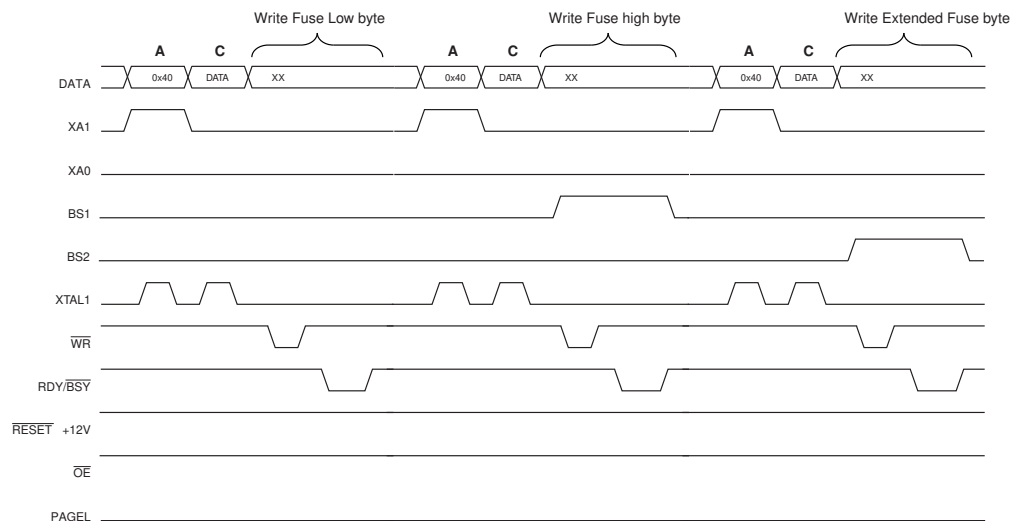 Write Fuse Low byte Write Fuse high byte Write Extended Fuse byte
A C A C A C
DATA 0x40 DATA XX 0x40 DATA XX 0x40 DATA XX
XA1
XA0
BS1
BS2
XTAL1
WR
RDY/BSY
RESET +12V
OE
PAGEL